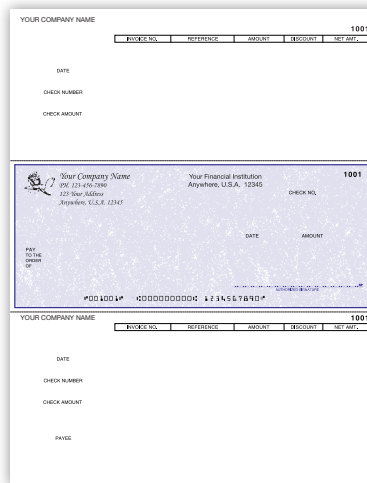 YOUR COMPANY NAME
1001
INVOICE NO. REFERENCE AMOUNT DISCOUNT NET AMT.
DATE
CHECK NUMBER
CHECK AMOUNT
Your Company Name Your Financial Institution 1001
PH. 123-456-7890 Anywhere, U.S.A. 12345
123 Your Address CHECK NO.
Anywhere, U.S.A. 12345
DATE AMOUNT
PAY
TO THE
ORDER
OF
AUTHORIZED SIGNATURE
⑈001001⑈ ⑆000000000⑆ 1234567890⑈
YOUR COMPANY NAME 1001
INVOICE NO. REFERENCE AMOUNT DISCOUNT NET AMT.
DATE
CHECK NUMBER
CHECK AMOUNT
PAYEE